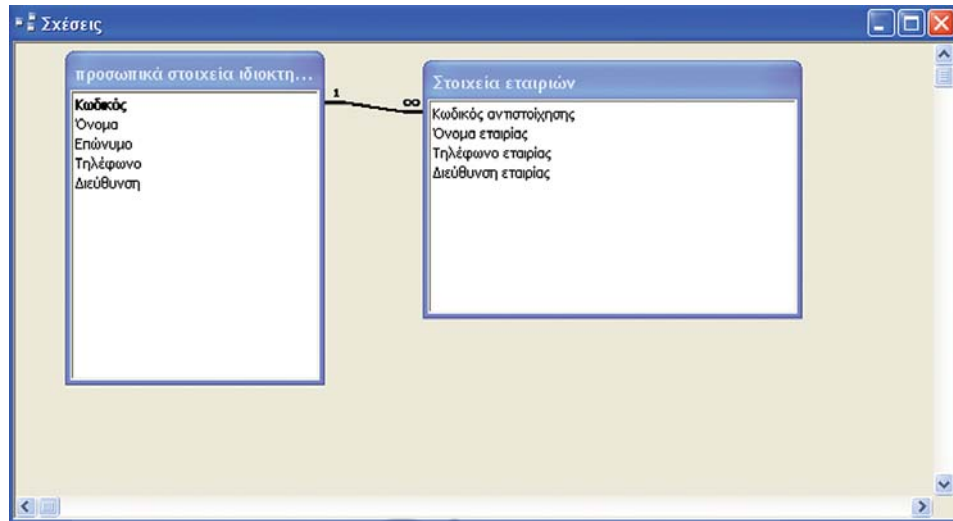 Σχέσεις
προσωπικά στοιχεία ιδιοκτη...
Κωδικός
Όνομα
Επώνυμο
Τηλέφωνο
Διεύθυνση
1
∞
Στοιχεία εταιριών
Κωδικός αντιστοίχησης
Όνομα εταιρίας
Τηλέφωνο εταιρίας
Διεύθυνση εταιρίας